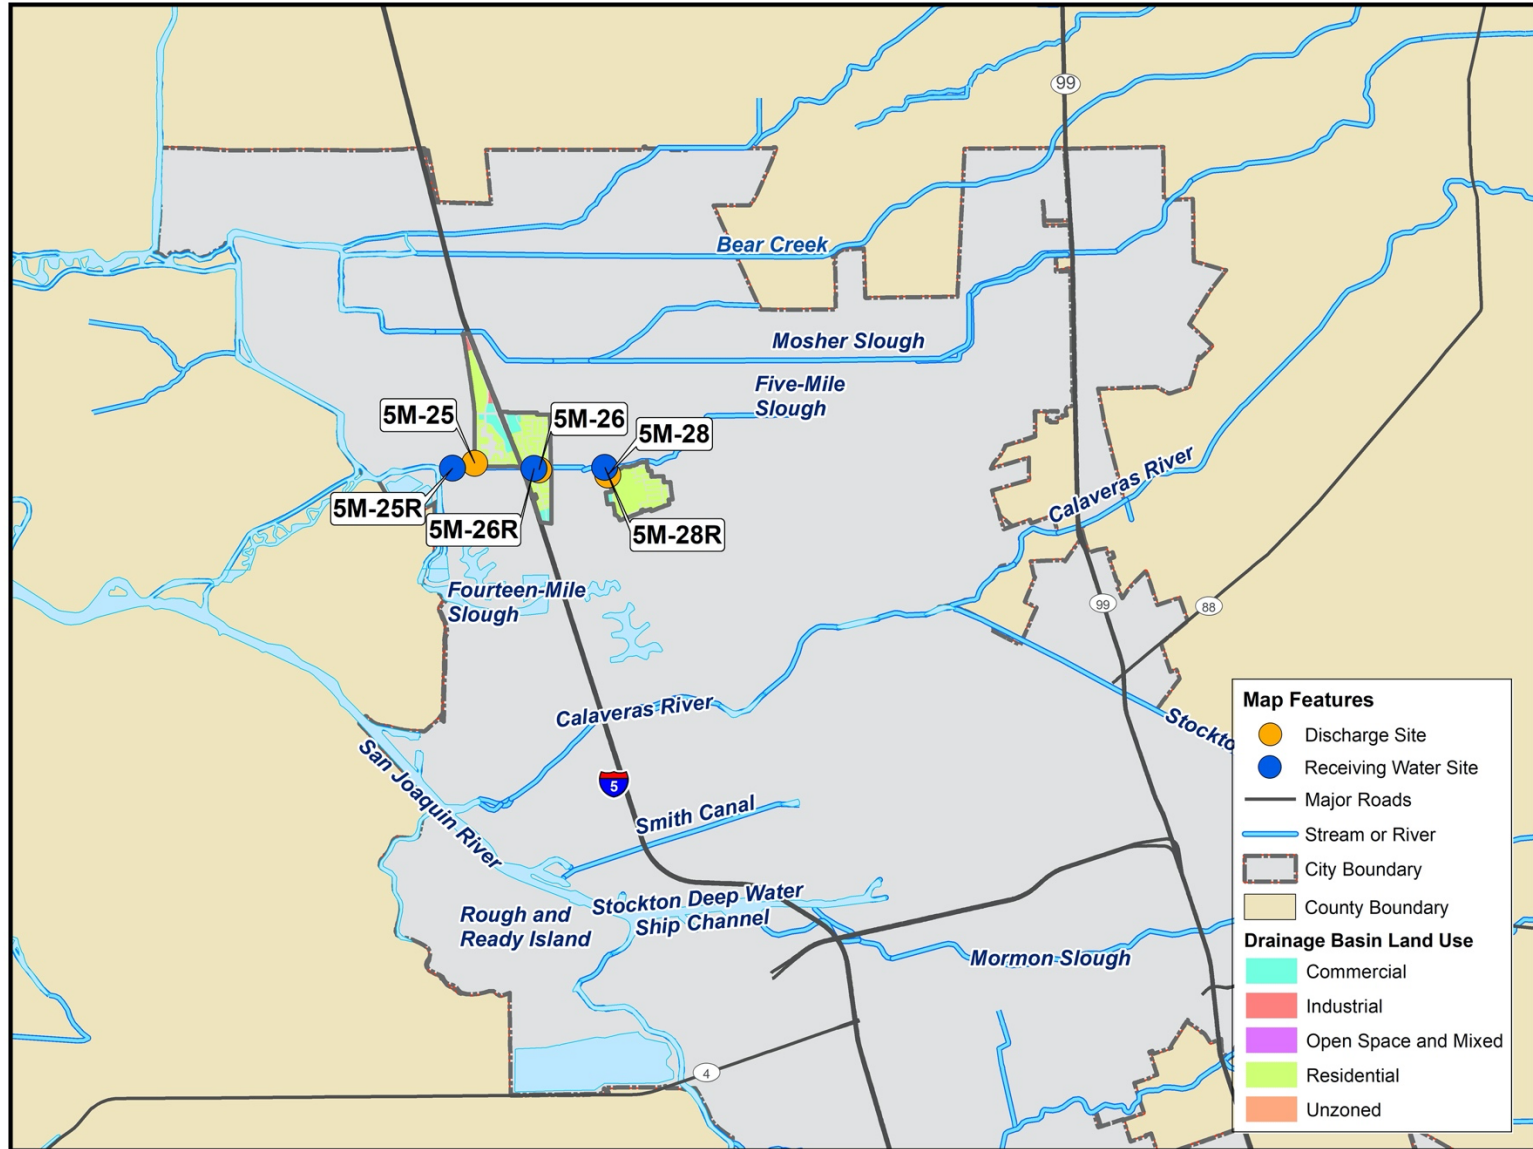 99
Bear Creek
Mosher Slough
Five-Mile
Slough
5M-25
5M-26
5M-28
5M-25R
5M-26R
5M-28R
Calaveras River
Fourteen-Mile
Slough
99
88
Calaveras River
Stockto
San Joaquin River
5
Smith Canal
Stockton Deep Water
Ship Channel
Rough and
Ready Island
Mormon Slough
4
Map Features
Discharge Site
Receiving Water Site
Major Roads
Stream or River
City Boundary
County Boundary
Drainage Basin Land Use
Commercial
Industrial
Open Space and Mixed
Residential
Unzoned